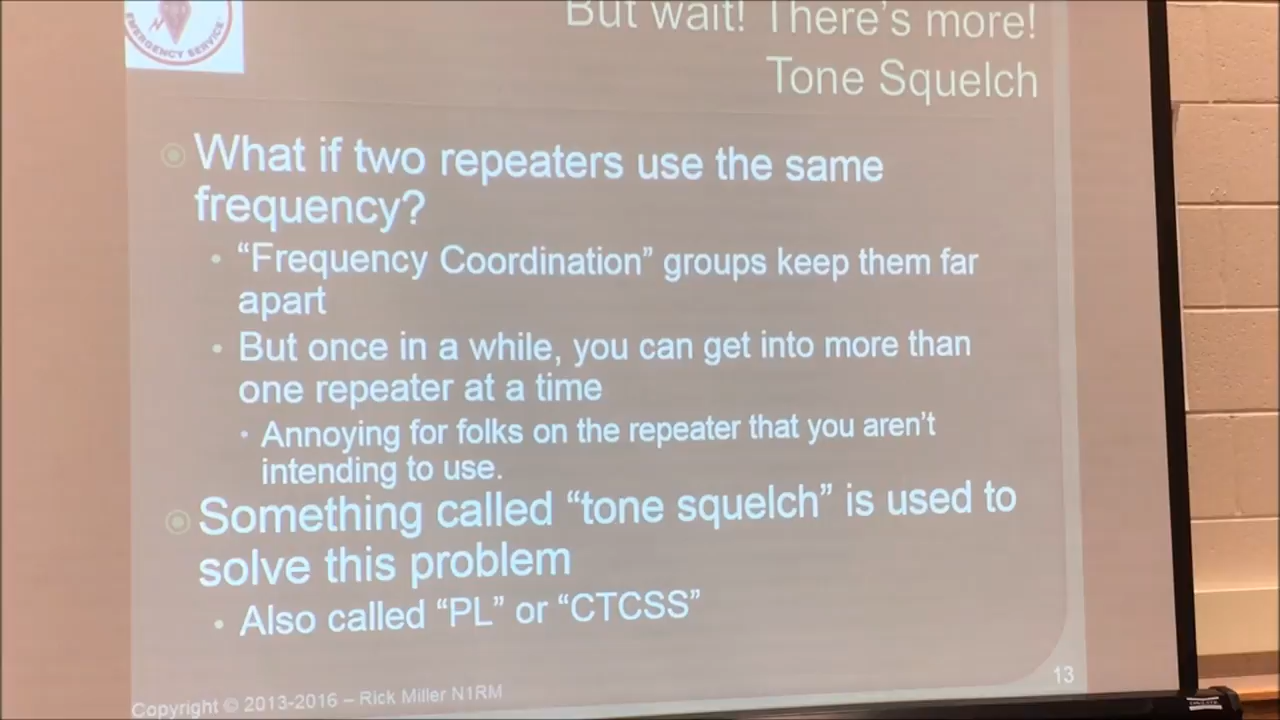 EMERGENCY SERVICE
But wait! There's more!
Tone Squelch
What if two repeaters use the same
frequency?
• “Frequency Coordination” groups keep them far
apart
• But once in a while, you can get into more than
one repeater at a time
• Annoying for folks on the repeater that you aren't
intending to use.
Something called “tone squelch” is used to
solve this problem
• Also called “PL” or “CTCSS”
13
Copyright © 2013-2016 – Rick Miller N1RM